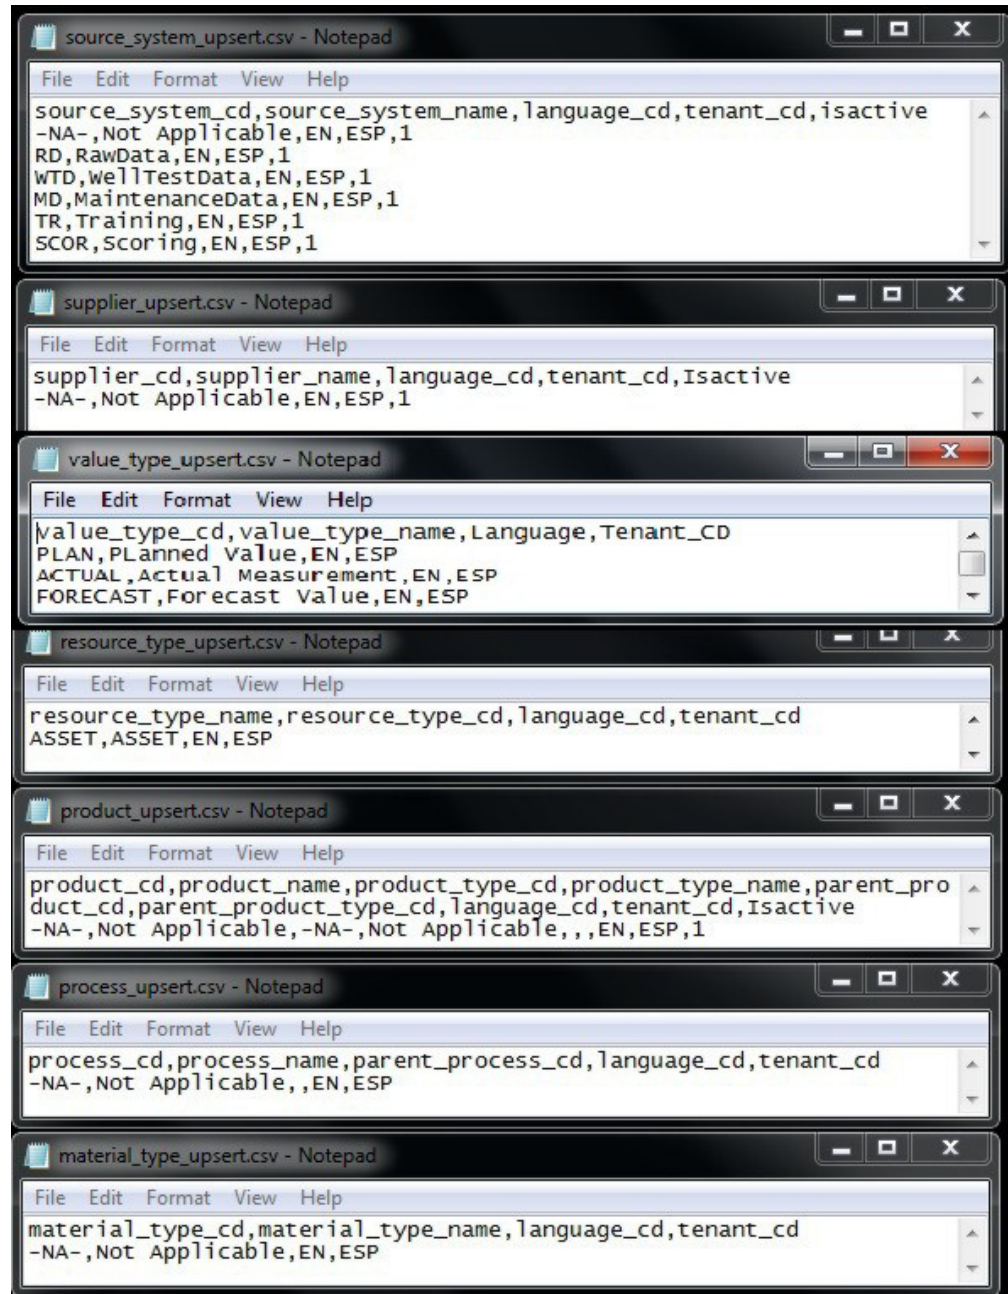 source_system_upsert.csv - Notepad
File Edit Format View Help
source_system_cd,source_system_name,language_cd,tenant_cd,isactive
-NA-,Not Applicable,EN,ESP,1
RD,RawData,EN,ESP,1
WTD,WellTestData,EN,ESP,1
MD,MaintenanceData,EN,ESP,1
TR,Training,EN,ESP,1
SCOR,Scoring,EN,ESP,1
supplier_upsert.csv - Notepad
File Edit Format View Help
supplier_cd,supplier_name,language_cd,tenant_cd,Isactive
-NA-,Not Applicable,EN,ESP,1
value_type_upsert.csv - Notepad
File Edit Format View Help
value_type_cd,value_type_name,Language,Tenant_CD
PLAN,PLanned Value,EN,ESP
ACTUAL,Actual Measurement,EN,ESP
FORECAST,Forecast Value,EN,ESP
resource_type_upsert.csv - Notepad
File Edit Format View Help
resource_type_name,resource_type_cd,language_cd,tenant_cd
ASSET,ASSET,EN,ESP
product_upsert.csv - Notepad
File Edit Format View Help
product_cd,product_name,product_type_cd,product_type_name,parent_pro
duct_cd,parent_product_type_cd,language_cd,tenant_cd,Isactive
-NA-,Not Applicable,-NA-,Not Applicable,,,EN,ESP,1
process_upsert.csv - Notepad
File Edit Format View Help
process_cd,process_name,parent_process_cd,language_cd,tenant_cd
-NA-,Not Applicable,,EN,ESP
material_type_upsert.csv - Notepad
File Edit Format View Help
material_type_cd,material_type_name,language_cd,tenant_cd
-NA-,Not Applicable,EN,ESP